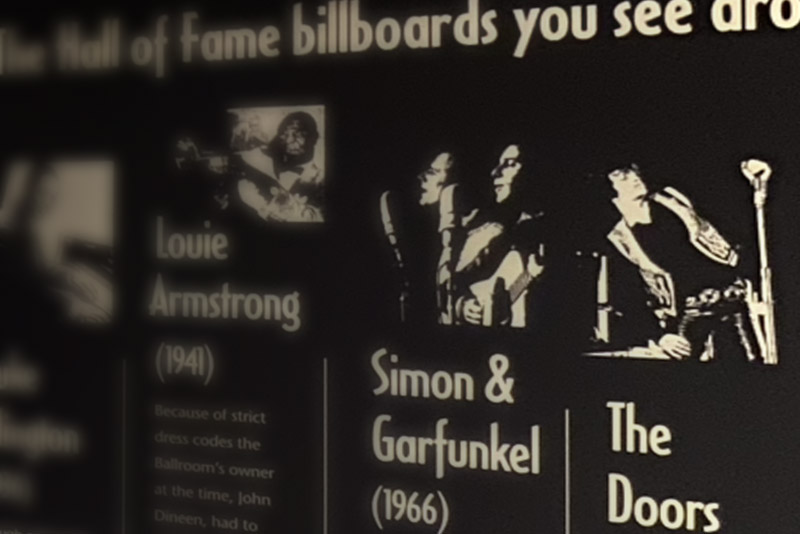 The Hall of Fame billboards you see
Louie
Armstrong
(1941)
Because of strict
dress codes the
Ballroom's owner
at the time, John
Dineen, had to
Simon &
Garfunkel
(1966)
The
Doors